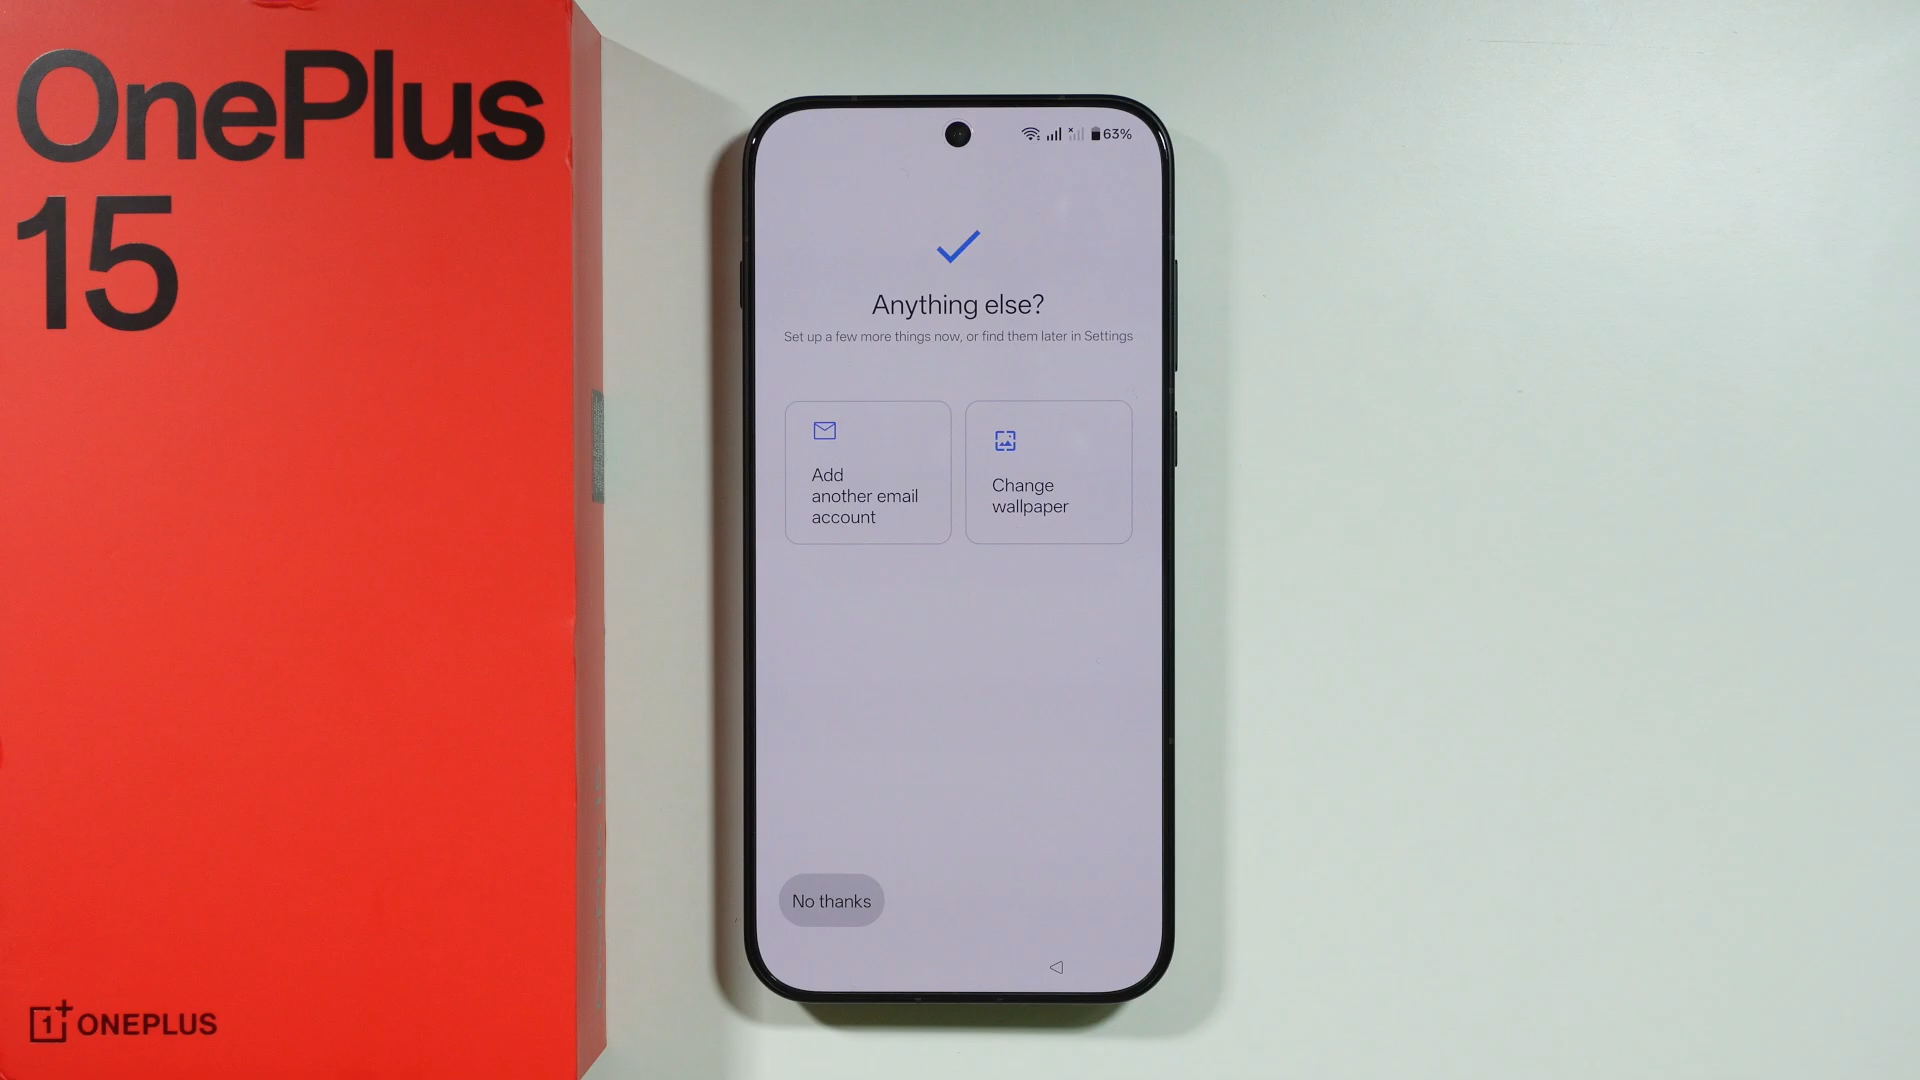 OnePlus
15
ONEPLUS
63%
Anything else?
Set up a few more things now, or find them later in Settings
Add
another email
account
Change
wallpaper
No thanks